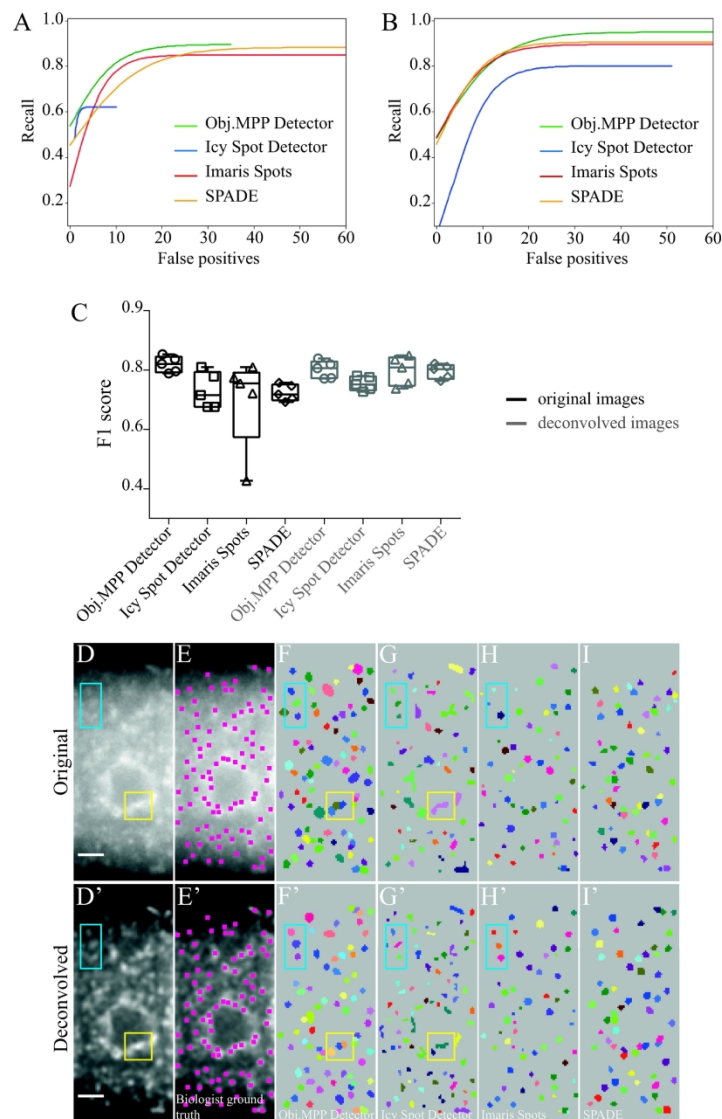 A
1.0
0.8
0.6
0.4
0.2
Recall
0
10
20
30
40
50
60
False positives
Obj.MPP Detector
Icy Spot Detector
Imaris Spots
SPADE
B
1.0
0.8
0.6
0.4
0.2
Recall
0
10
20
30
40
50
60
False positives
Obj.MPP Detector
Icy Spot Detector
Imaris Spots
SPADE
C
0.9
0.8
0.6
0.4
F1 score
original images
deconvolved images
Obj.MPP Detector
Icy Spot Detector
Imaris Spots
SPADE
Obj.MPP Detector
Icy Spot Detector
Imaris Spots
SPADE
Original
D
E
F
G
H
I
Deconvolved
D’
E’
F’
G’
H’
I’
Biologist ground
truth
Obj.MPP Detector
Icy Spot Detector
Imaris Spots
SPADE